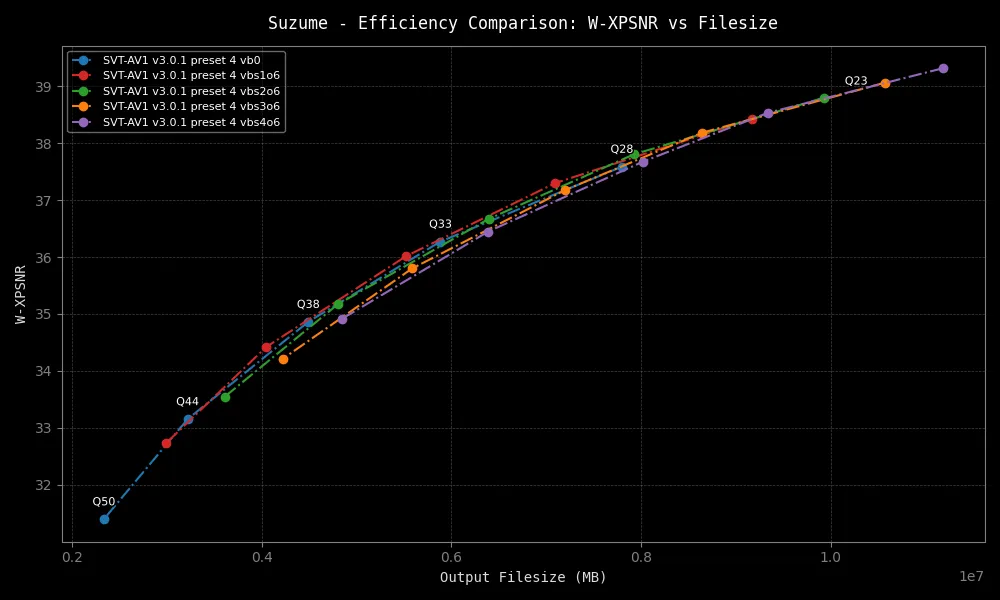 Suzume - Efficiency Comparison: W-XPSNR vs Filesize
SVT-AV1 v3.0.1 preset 4 vb0
SVT-AV1 v3.0.1 preset 4 vbs1o6
SVT-AV1 v3.0.1 preset 4 vbs2o6
SVT-AV1 v3.0.1 preset 4 vbs3o6
SVT-AV1 v3.0.1 preset 4 vbs4o6
39
38
37
36
35
34
33
32
W-XPSNR
Q23
Q28
Q33
Q38
Q44
Q50
0.2 0.4 0.6 0.8 1.0
1e7
Output Filesize (MB)